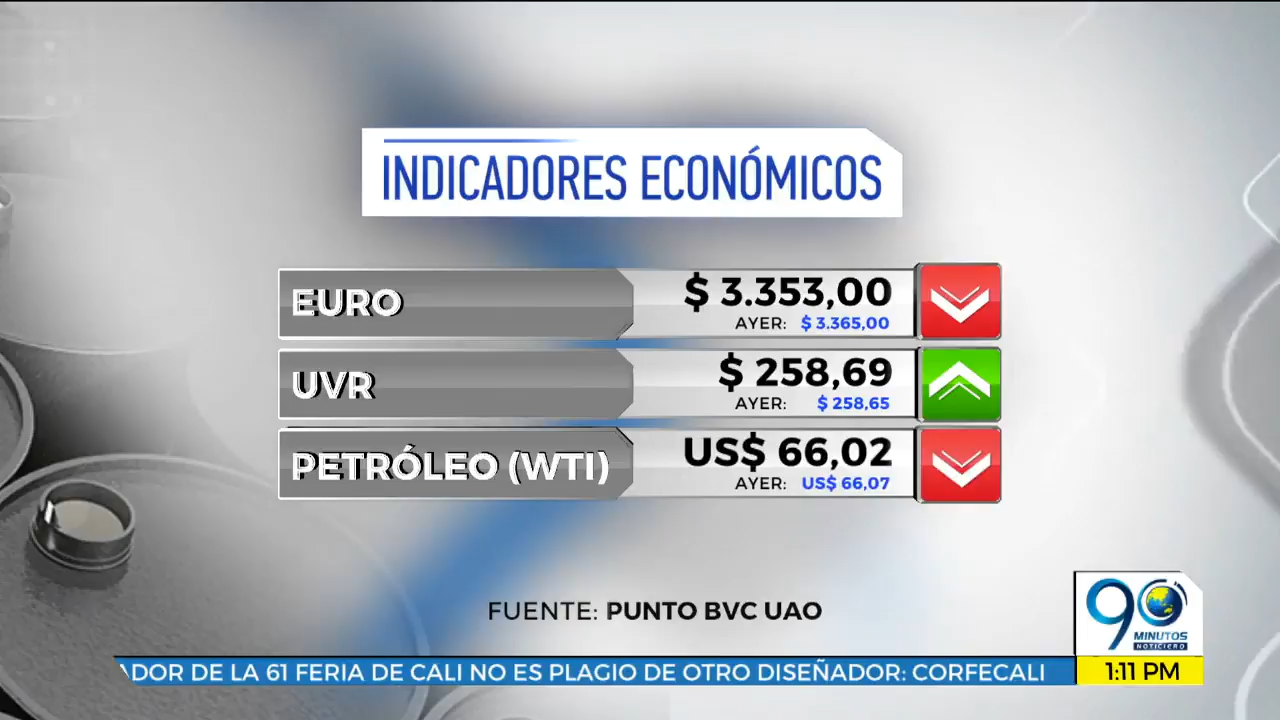 INDICADORES ECONÓMICOS
EURO
$ 3.353,00
AYER: $ 3.365,00
UVR
$ 258,69
AYER: $ 258,65
PETRÓLEO (WTI)
US$ 66,02
AYER: US$ 66,07
FUENTE: PUNTO BVC UAO
90
MINUTOS
NOTICIERO
ADOR DE LA 61 FERIA DE CALI NO ES PLAGIO DE OTRO DISEÑADOR: CORFECALI
1:11 PM